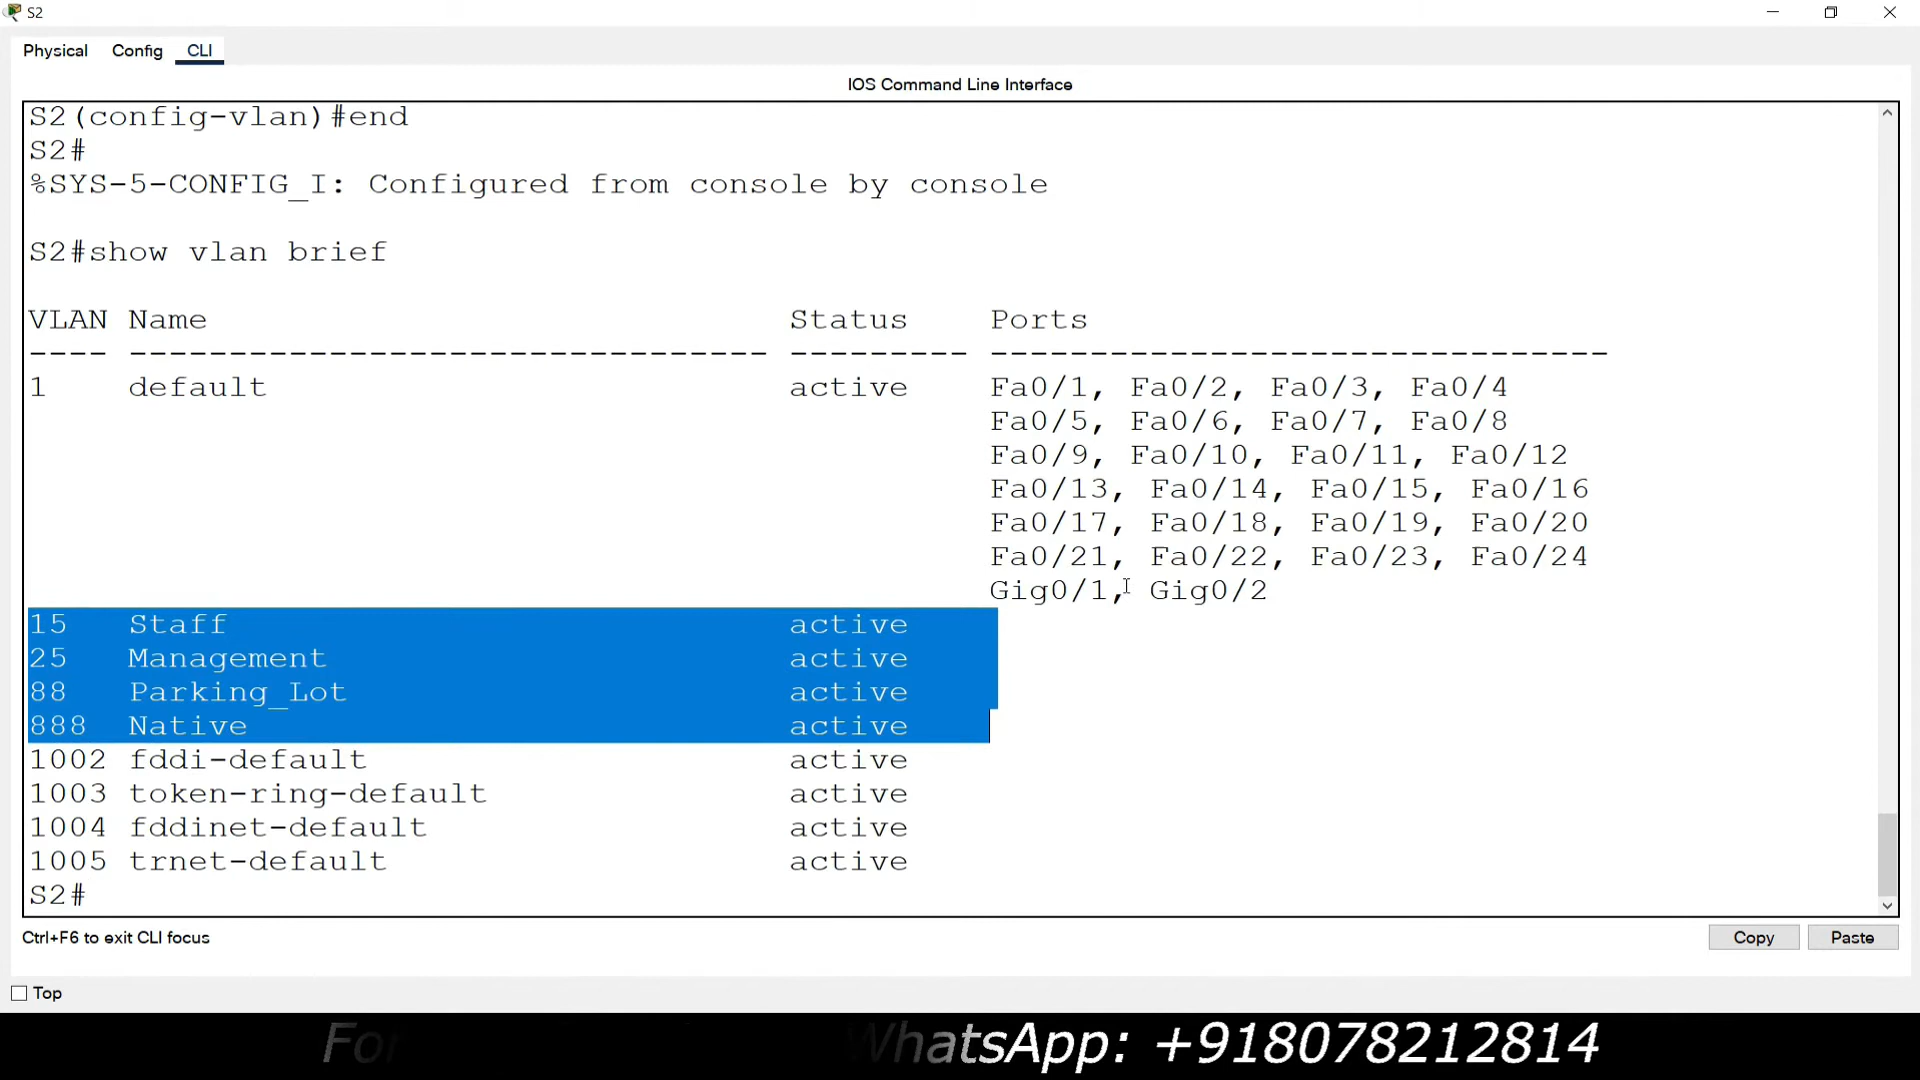 S2
Physical Config CLI
IOS Command Line Interface
S2(config-vlan)#end
S2#
%SYS-5-CONFIG_I: Configured from console by console
S2#show vlan brief
VLAN Name Status Ports
---- -------------------------------- --------- -------------------------------
1 default active Fa0/1, Fa0/2, Fa0/3, Fa0/4
Fa0/5, Fa0/6, Fa0/7, Fa0/8
Fa0/9, Fa0/10, Fa0/11, Fa0/12
Fa0/13, Fa0/14, Fa0/15, Fa0/16
Fa0/17, Fa0/18, Fa0/19, Fa0/20
Fa0/21, Fa0/22, Fa0/23, Fa0/24
Gig0/1, Gig0/2
15 Staff active
25 Management active
88 Parking_Lot active
888 Native active
1002 fddi-default active
1003 token-ring-default active
1004 fddinet-default active
1005 trnet-default active
S2#
Ctrl+F6 to exit CLI focus
Copy Paste
Top
For WhatsApp: +918078212814